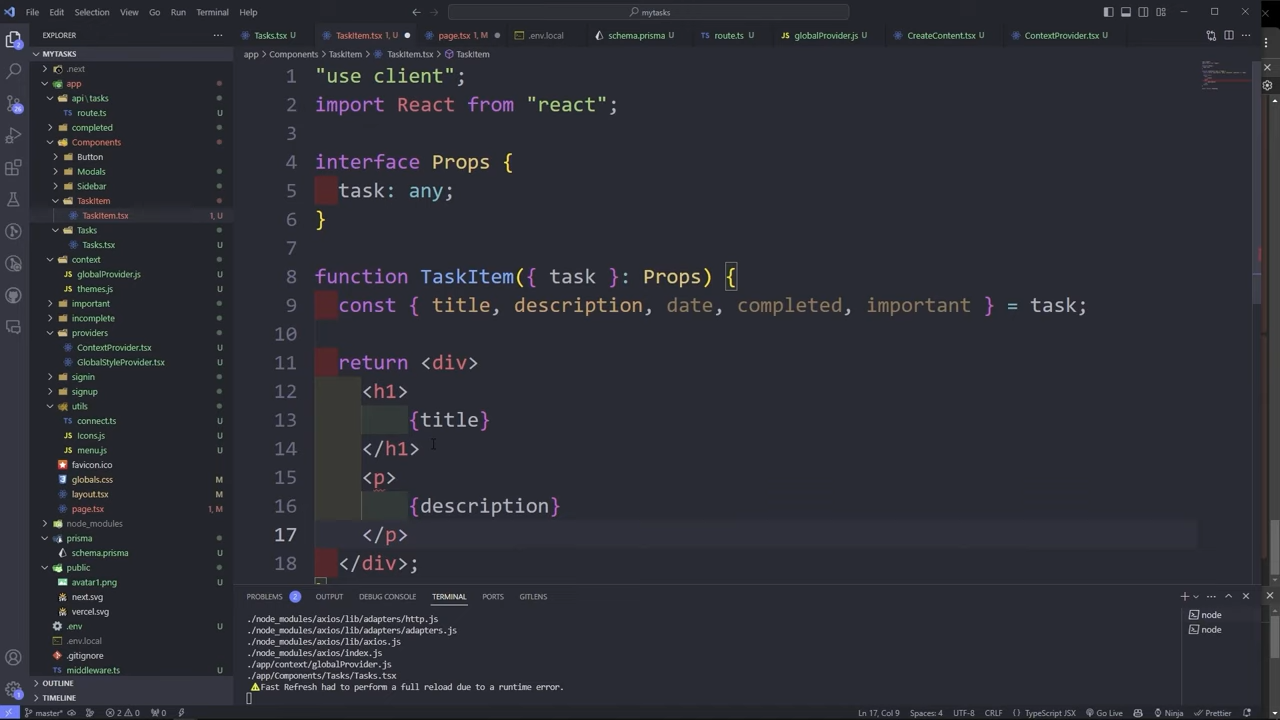 File Edit Selection View Go Run Terminal Help
mytasks
EXPLORER
Tasks.tsx U
TaskItem.tsx 1, U
page.tsx 1, M
.env.local
schema.prisma U
route.ts U
globalProvider.js U
CreateContent.tsx U
ContextProvider.tsx U
app > Components > TaskItem > TaskItem.tsx > TaskItem
MYTASKS
.next
app
api \ tasks
route.ts U
completed
Components
Button
Modals
Sidebar
TaskItem
TaskItem.tsx 1, U
Tasks
Tasks.tsx U
context
globalProvider.js U
themes.js U
important
incomplete
providers
ContextProvider.tsx U
GlobalStyleProvider.tsx U
signin
signup
utils
connect.ts U
Icons.js U
menu.js U
favicon.ico
globals.css M
layout.tsx M
page.tsx 1, M
node_modules
prisma
schema.prisma U
public
avatar1.png U
next.svg
vercel.svg
.env U
.env.local
.gitignore
middleware.ts U
OUTLINE
TIMELINE
1 "use client";
2 import React from "react";
3
4 interface Props {
5 task: any;
6 }
7
8 function TaskItem({ task }: Props) {
9 const { title, description, date, completed, important } = task;
10
11 return <div>
12 <h1>
13 {title}
14 </h1>
15 <p>
16 {description}
17 </p>
18 </div>;
PROBLEMS 2 OUTPUT DEBUG CONSOLE TERMINAL PORTS GITLENS
./node_modules/axios/lib/adapters/http.js
./node_modules/axios/lib/adapters/adapters.js
./node_modules/axios/lib/axios.js
./node_modules/axios/index.js
./app/context/globalProvider.js
./app/Components/Tasks/Tasks.tsx
⚠Fast Refresh had to perform a full reload due to a runtime error.
node
node
master* 2 0 0 Ln 17, Col 9 Spaces: 4 UTF-8 CRLF TypeScript JSX Go Live Ninja Prettier